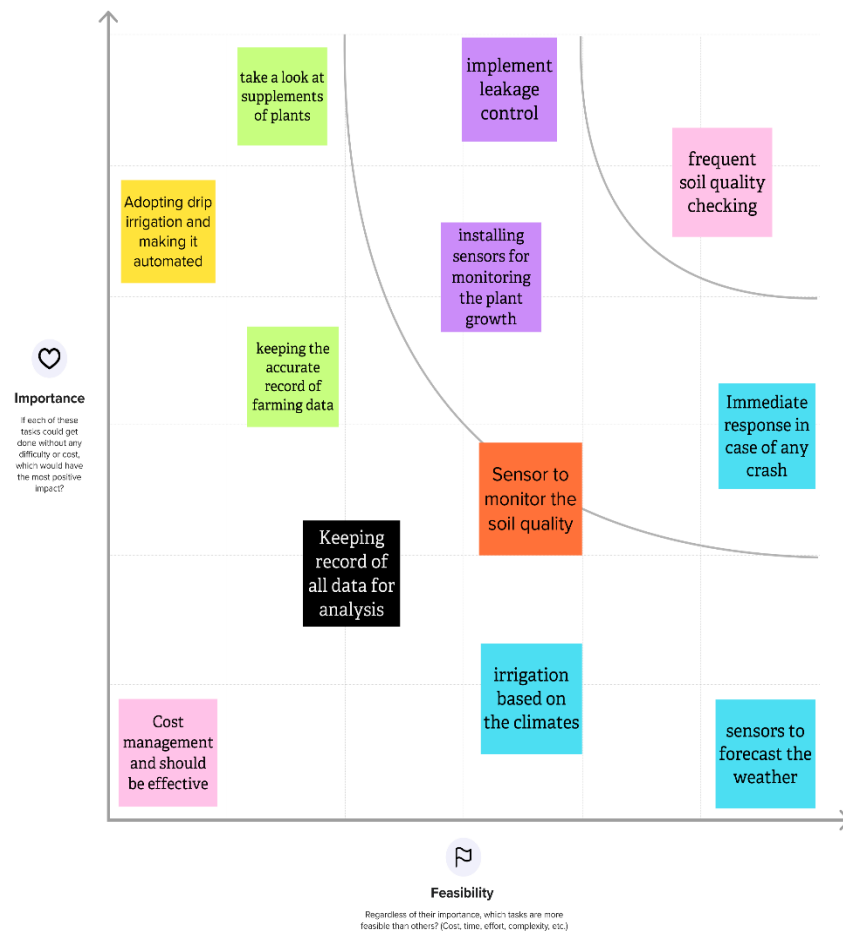 take a look at
supplements
of plants
implement
leakage
control
frequent
soil quality
checking
Adopting drip
irrigation and
making it
automated
installing
sensors for
monitoring
the plant
growth
keeping the
accurate
record of
farming data
Importance
If each of these
tasks could get
done without any
difficulty or cost,
which would have
the most positive
impact?
Immediate
response in
case of any
crash
Sensor to
monitor the
soil quality
Keeping
record of
all data for
analysis
irrigation
based on
the climates
Cost
management
and should
be effective
sensors to
forecast the
weather
Feasibility
Regardless of their importance, which tasks are more
feasible than others? (Cost, time, effort, complexity, etc.)